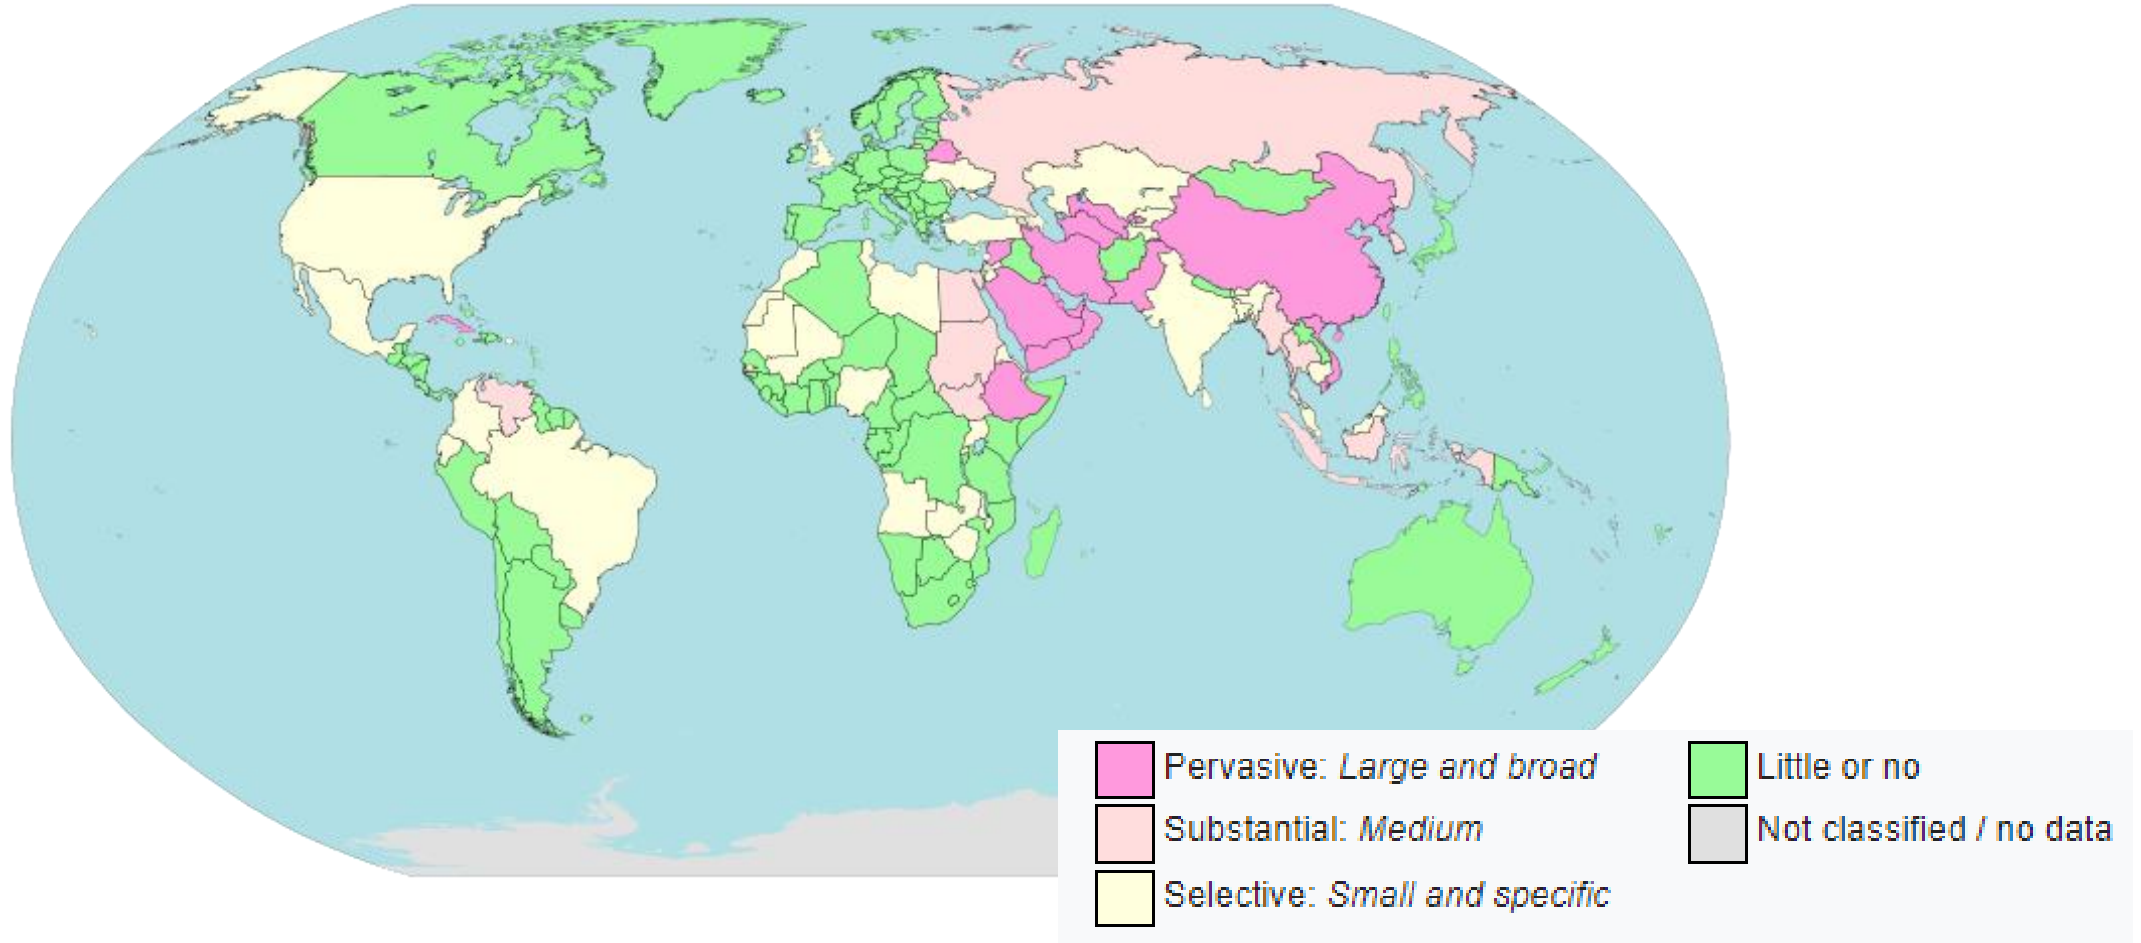 Pervasive: Large and broad
Substantial: Medium
Selective: Small and specific
Little or no
Not classified / no data